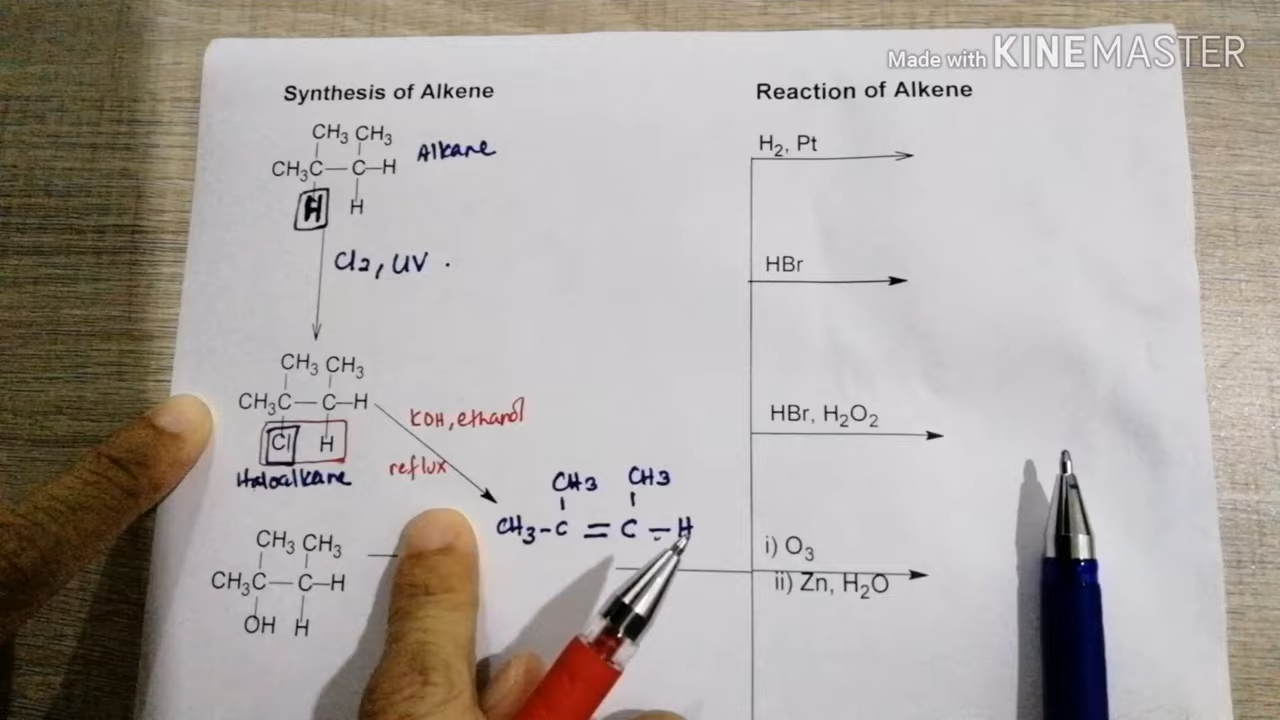 Made with KINEMASTER
Synthesis of Alkene
CH3 CH3
CH3C—C—H
H H
Alkane
Cl2, UV.
CH3 CH3
CH3C—C—H
Cl H
Haloalkane
KOH, ethanol
reflux
CH3 CH3
CH3-C=C-H
CH3 CH3
CH3C—C—H
OH H
Reaction of Alkene
H2, Pt
HBr
HBr, H2O2
i) O3
ii) Zn, H2O